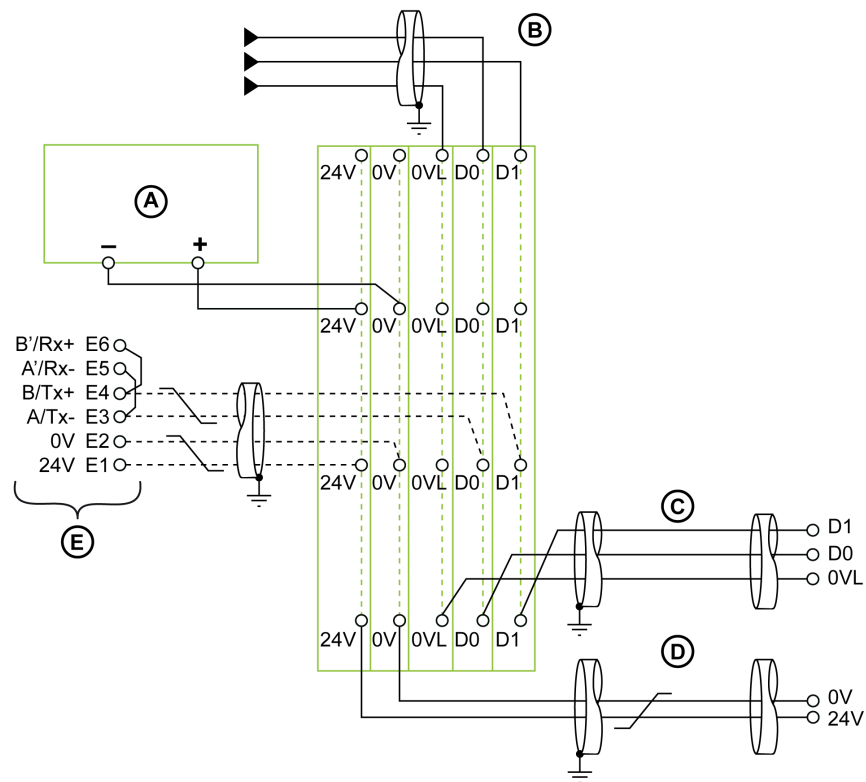 B
24V 0V 0VL D0 D1
A
– +
24V 0V 0VL D0 D1
B’/Rx+ E6
A’/Rx- E5
B/Tx+ E4
A/Tx- E3
0V E2
24V E1
24V 0V 0VL D0 D1
E
C
D1
D0
0VL
24V 0V 0VL D0 D1
D
0V
24V